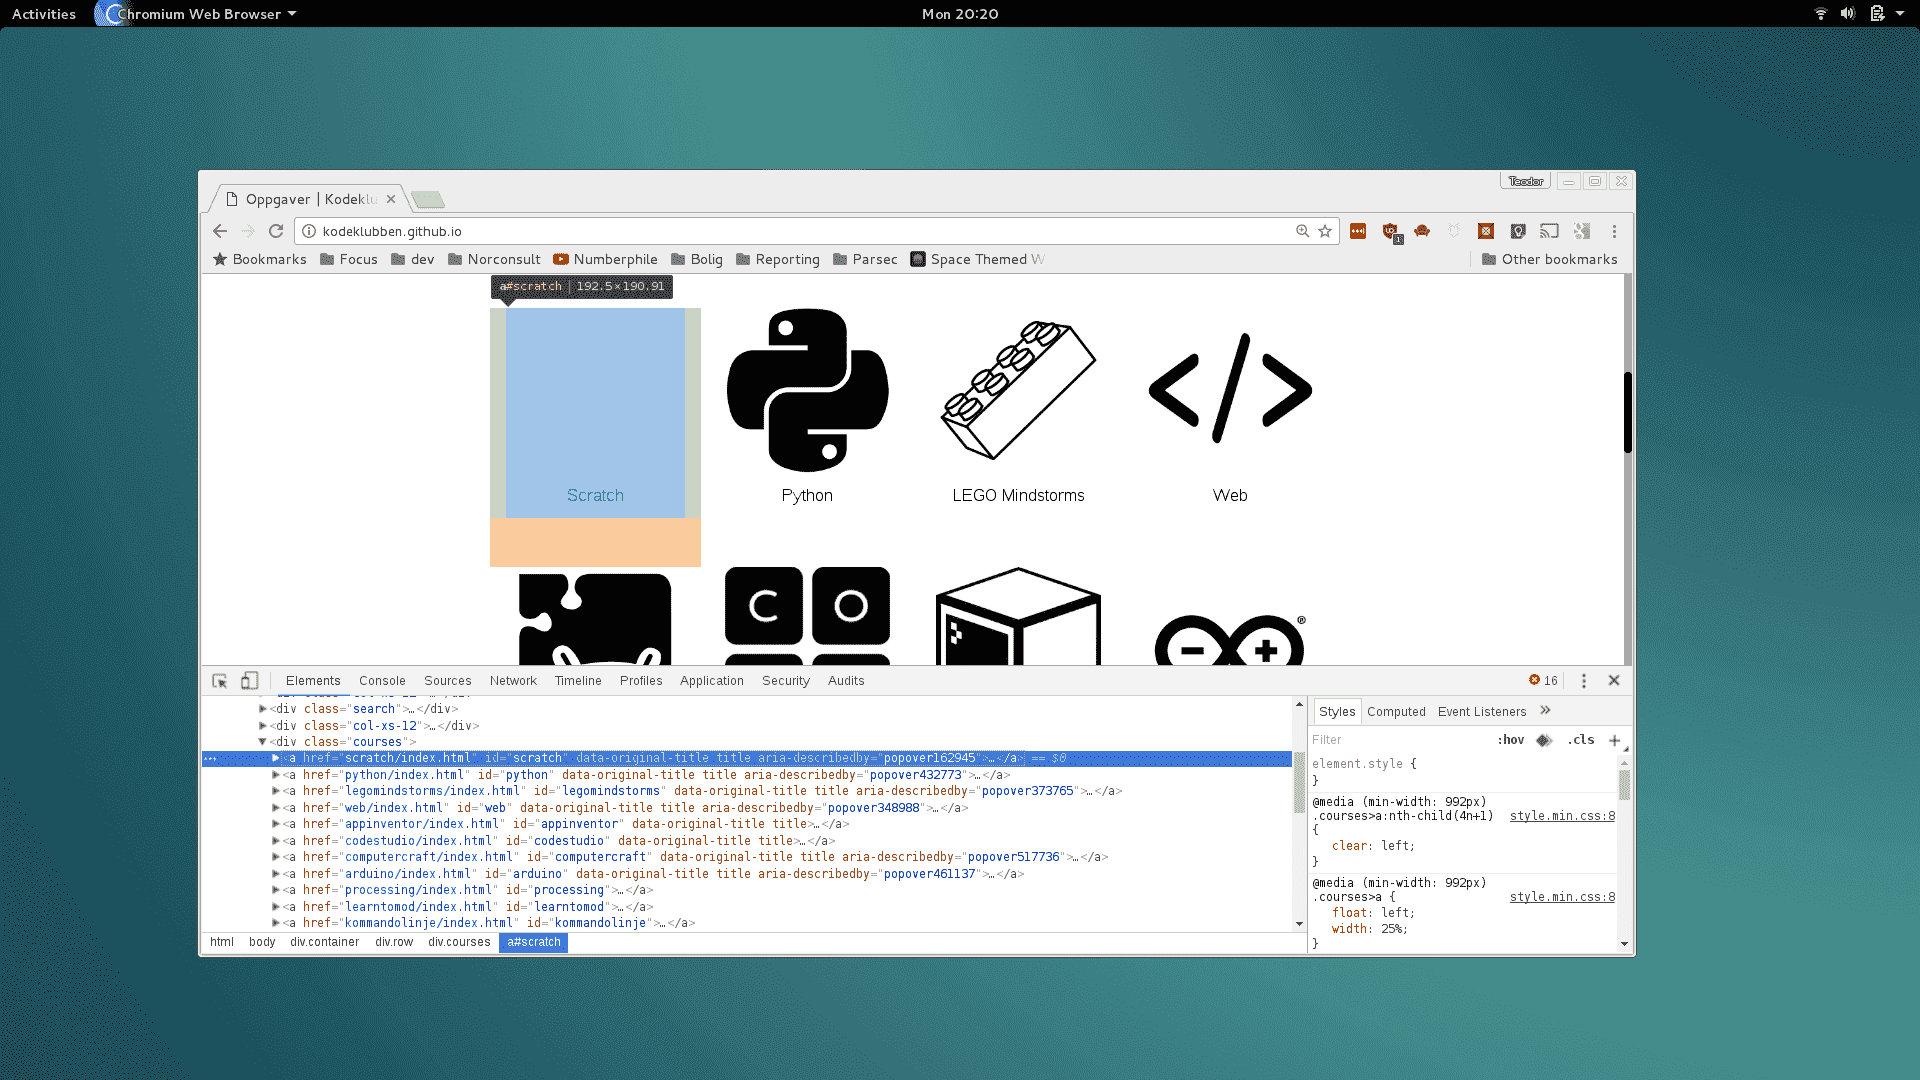 Activities Chromium Web Browser Mon 20:20
Teodor
Oppgaver | Kodeklu
kodeklubben.github.io
Bookmarks Focus dev Norconsult Numberphile Bolig Reporting Parsec Space Themed W Other bookmarks
a#scratch | 192.5×190.91
Scratch Python LEGO Mindstorms Web
C O
Elements Console Sources Network Timeline Profiles Application Security Audits 16
<div class="search">…</div>
<div class="col-xs-12">…</div>
<div class="courses">
<a href="scratch/index.html" id="scratch" data-original-title title aria-describedby="popover162945">…</a> == $0
<a href="python/index.html" id="python" data-original-title title aria-describedby="popover432773">…</a>
<a href="legomindstorms/index.html" id="legomindstorms" data-original-title title aria-describedby="popover373765">…</a>
<a href="web/index.html" id="web" data-original-title title aria-describedby="popover348988">…</a>
<a href="appinventor/index.html" id="appinventor" data-original-title title>…</a>
<a href="codestudio/index.html" id="codestudio" data-original-title title>…</a>
<a href="computercraft/index.html" id="computercraft" data-original-title title aria-describedby="popover517736">…</a>
<a href="arduino/index.html" id="arduino" data-original-title title aria-describedby="popover461137">…</a>
<a href="processing/index.html" id="processing">…</a>
<a href="learntomod/index.html" id="learntomod">…</a>
<a href="kommandolinje/index.html" id="kommandolinje">…</a>
html body div.container div.row div.courses a#scratch
Styles Computed Event Listeners »
Filter :hov .cls +
element.style {
}
@media (min-width: 992px)
.courses>a:nth-child(4n+1) style.min.css:8
{
clear: left;
}
@media (min-width: 992px)
.courses>a { style.min.css:8
float: left;
width: 25%;
}